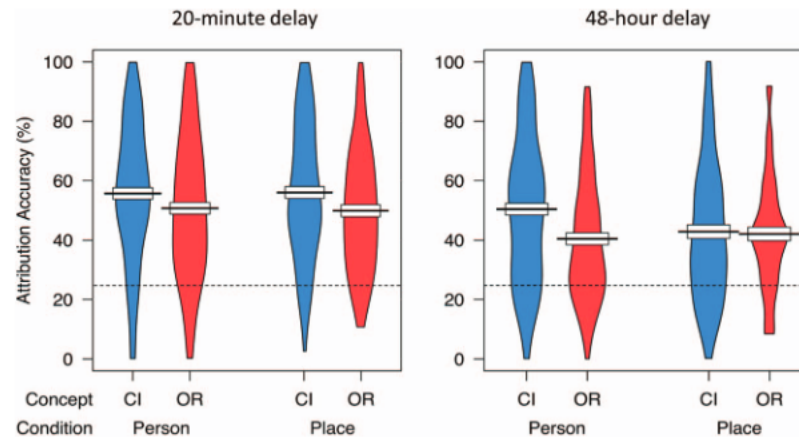 20-minute delay 48-hour delay
100 100
80 80
60 60
40 40
20 20
0 0
Attribution Accuracy (%)
Concept CI OR CI OR CI OR CI OR
Condition Person Place Person Place